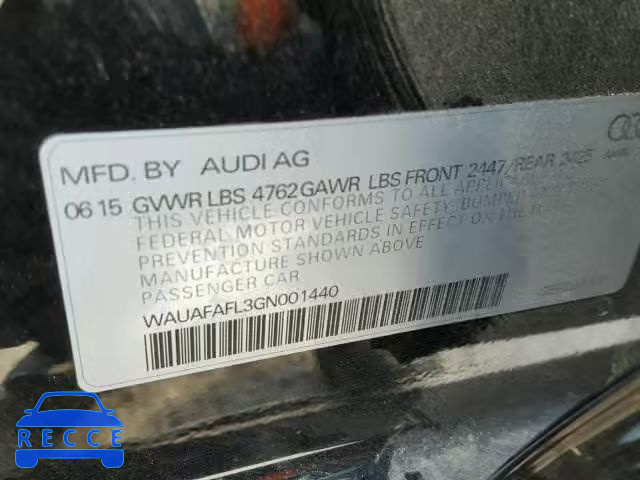 MFD. BY AUDI AG
06 15 GVWR LBS 4762 GAWR LBS FRONT 2447/REAR
THIS VEHICLE CONFORMS TO ALL
FEDERAL MOTOR VEHICLE SAFETY, BUMPER
PREVENTION STANDARDS IN EFFECT
MANUFACTURE SHOWN ABOVE
PASSENGER CAR
WAUAFAFL3GN001440
RECCE